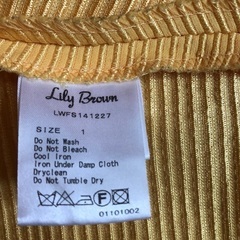 Lily Brown
LWFS141227
SIZE 1
Do Not Wash
Do Not Bleach
Cool Iron
Iron Under Damp Cloth
Dryclean
Do Not Tumble Dry
F
01101002